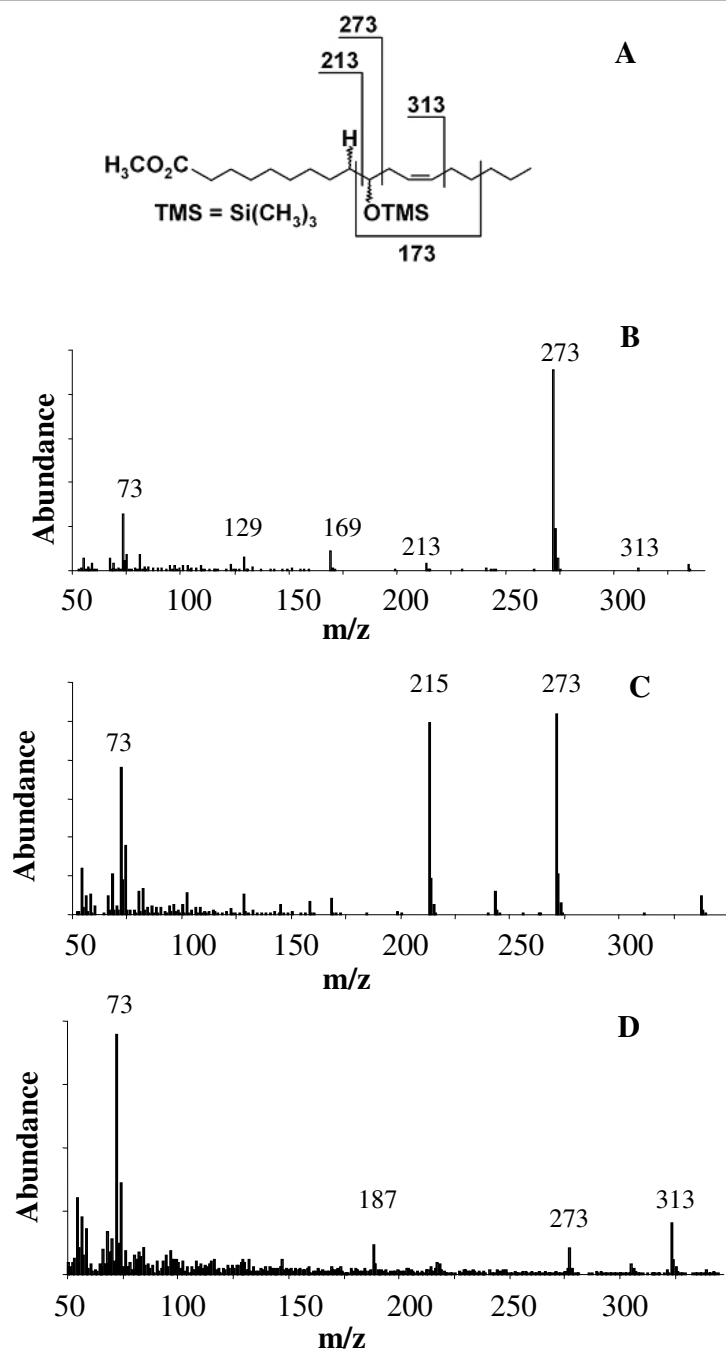 273
A
213
313
H
H₃CO₂C
TMS = Si(CH₃)₃
OTMS
173
B
273
Abundance
73
129
169
213
313
50 100 150 200 250 300
m/z
C
215
273
Abundance
73
50 100 150 200 250 300
m/z
73
D
Abundance
187
273
313
50 100 150 200 250 300
m/z